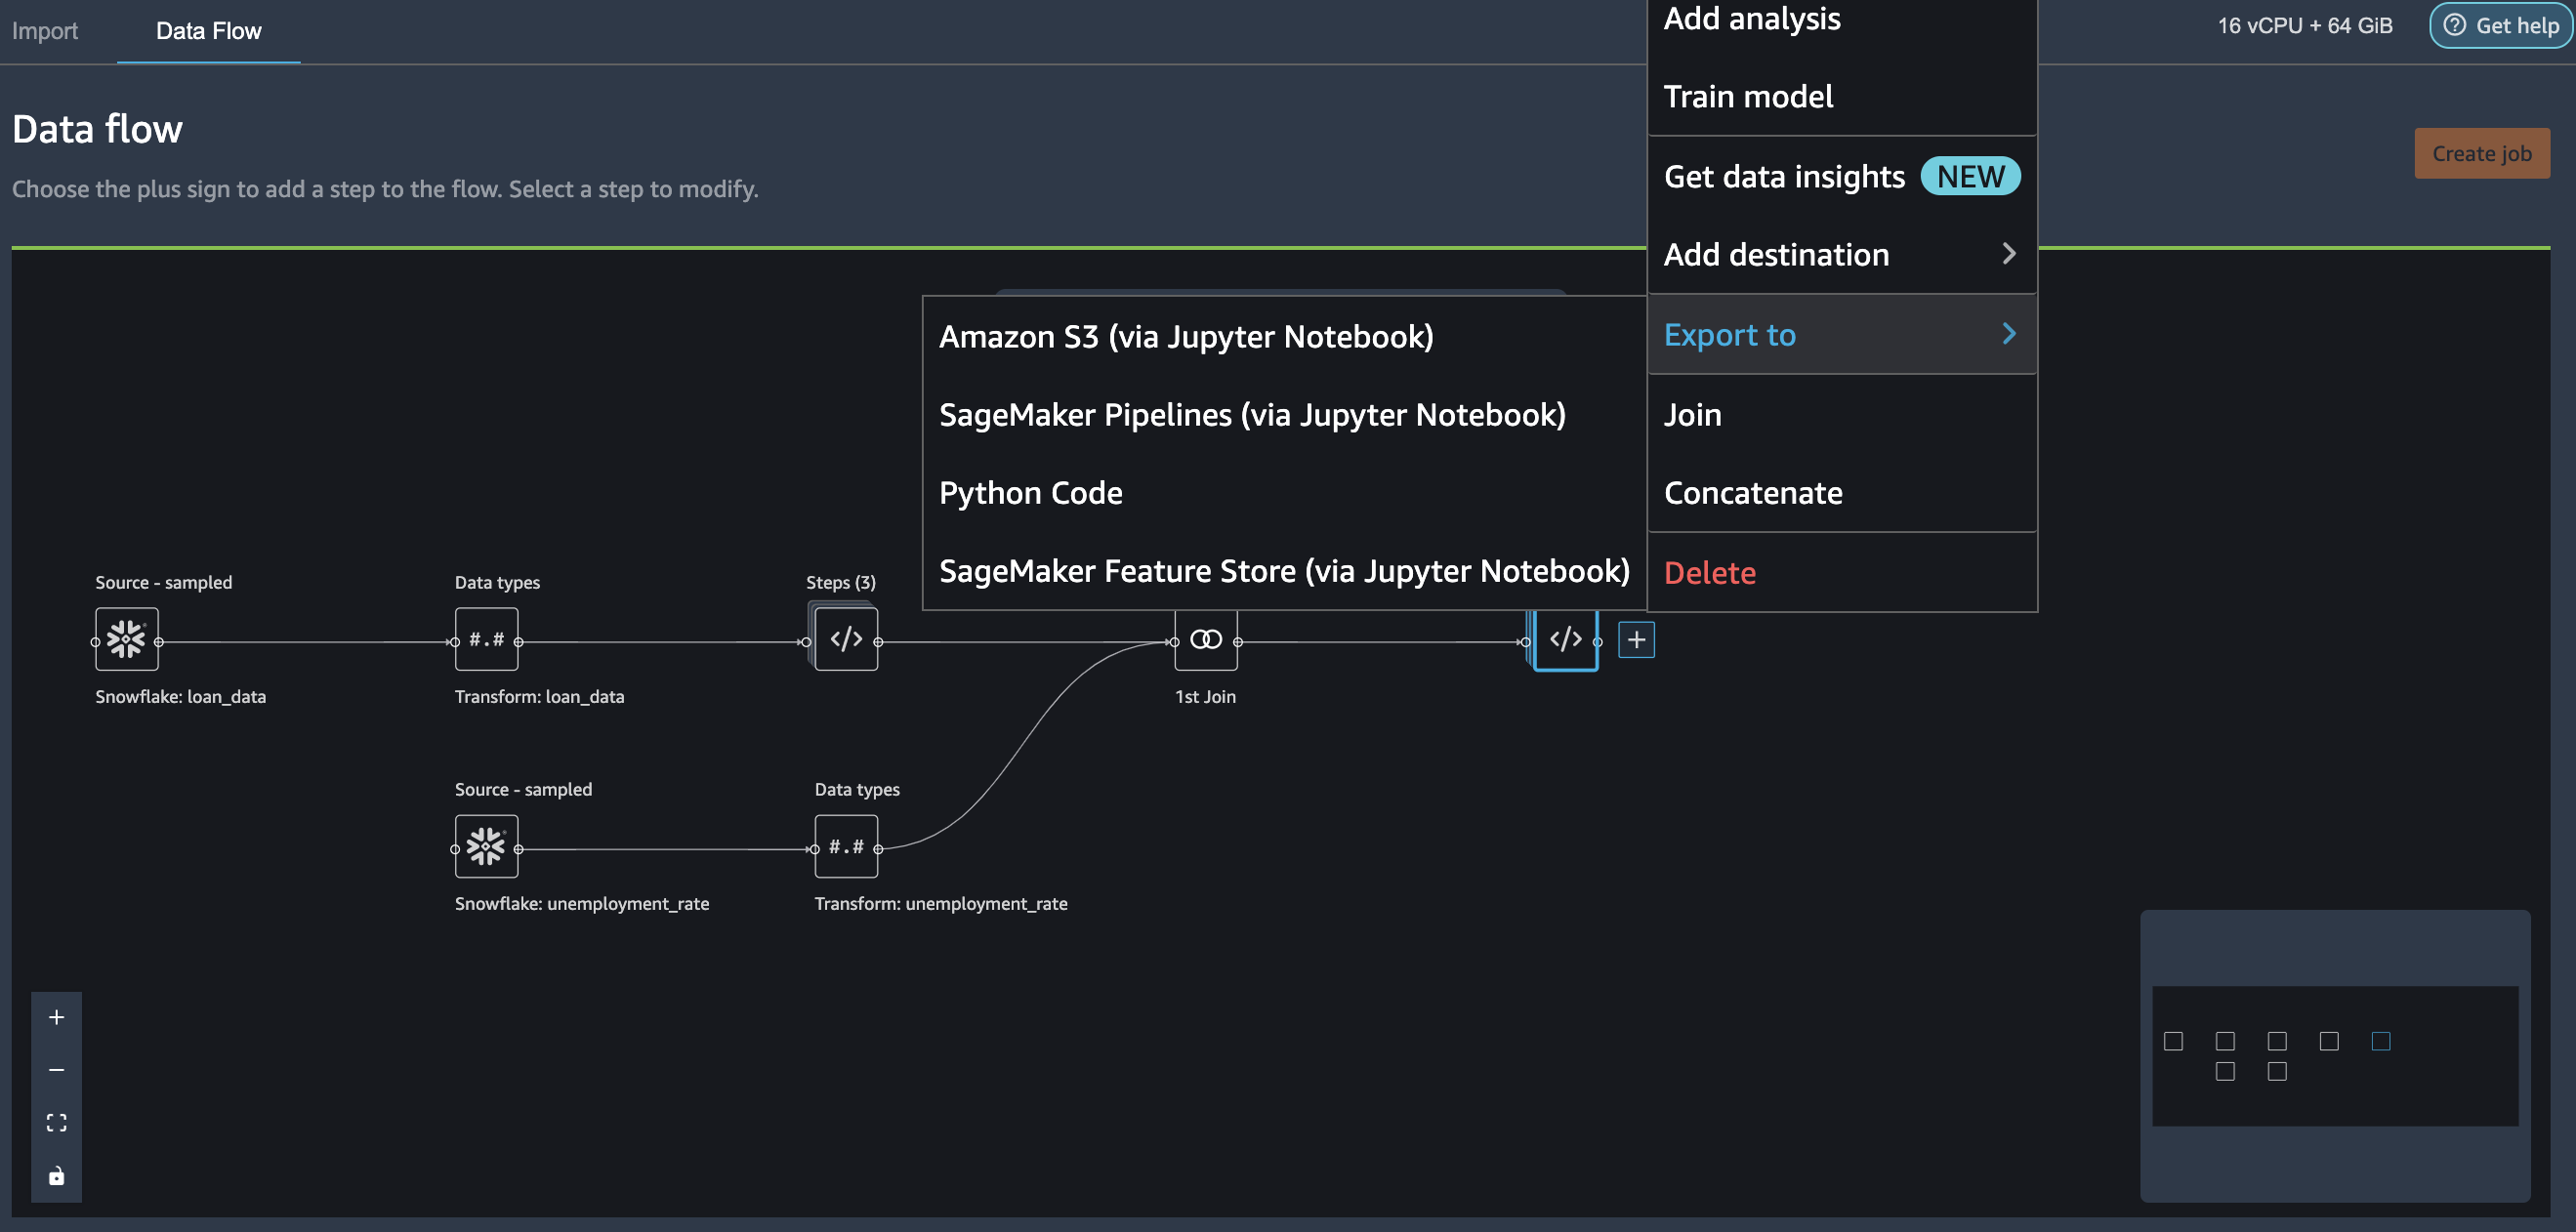 Import
Data Flow
16 vCPU + 64 GiB
Get help
Data flow
Choose the plus sign to add a step to the flow. Select a step to modify.
Create job
Add analysis
Train model
Get data insights NEW
Add destination
Export to
Join
Concatenate
Delete
Amazon S3 (via Jupyter Notebook)
SageMaker Pipelines (via Jupyter Notebook)
Python Code
SageMaker Feature Store (via Jupyter Notebook)
Source - sampled
Snowflake: loan_data
Data types
#.#
Transform: loan_data
Steps (3)
</>
1st Join
</>
Source - sampled
Snowflake: unemployment_rate
Data types
#.#
Transform: unemployment_rate